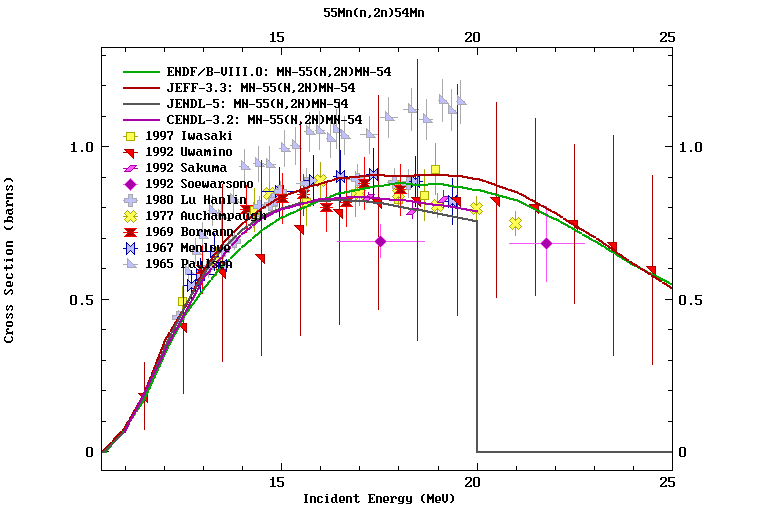 55Mn(n,2n)54Mn
15 20 25
ENDF/B-VIII.0: MN-55(N,2N)MN-54
JEFF-3.3: MN-55(N,2N)MN-54
JENDL-5: MN-55(N,2N)MN-54
CENDL-3.2: MN-55(N,2N)MN-54
1997 Iwasaki
1992 Uwamino
1992 Sakuma
1992 Soewarsono
1980 Lu Hanlin
1977 Auchampaugh
1969 Bormann
1967 Menlove
1965 Paulsen
1.0 1.0
0.5 0.5
0 0
Cross Section (barns)
15 20 25
Incident Energy (MeV)